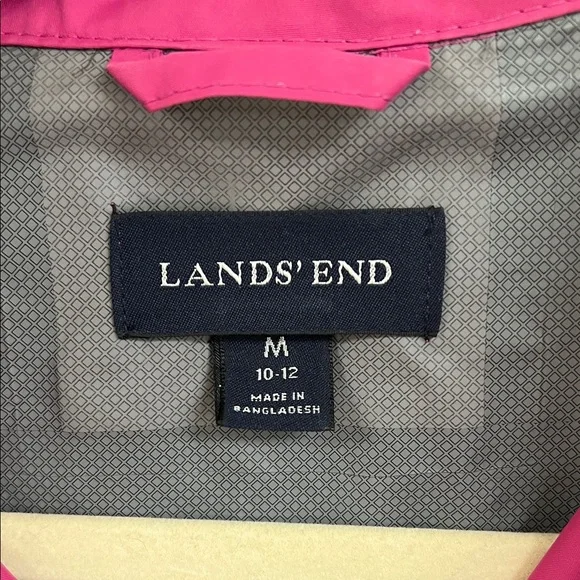 LANDS' END
M
10-12
MADE IN
BANGLADESH